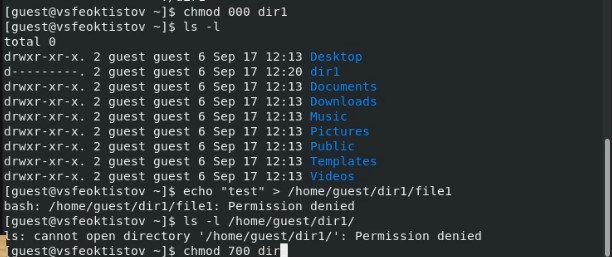 [guest@vsfeoktistov ~]$ chmod 000 dir1
[guest@vsfeoktistov ~]$ ls -l
total 0
drwxr-xr-x. 2 guest guest 6 Sep 17 12:13 Desktop
d---------. 2 guest guest 6 Sep 17 12:20 dir1
drwxr-xr-x. 2 guest guest 6 Sep 17 12:13 Documents
drwxr-xr-x. 2 guest guest 6 Sep 17 12:13 Downloads
drwxr-xr-x. 2 guest guest 6 Sep 17 12:13 Music
drwxr-xr-x. 2 guest guest 6 Sep 17 12:13 Pictures
drwxr-xr-x. 2 guest guest 6 Sep 17 12:13 Public
drwxr-xr-x. 2 guest guest 6 Sep 17 12:13 Templates
drwxr-xr-x. 2 guest guest 6 Sep 17 12:13 Videos
[guest@vsfeoktistov ~]$ echo "test" > /home/guest/dir1/file1
bash: /home/guest/dir1/file1: Permission denied
[guest@vsfeoktistov ~]$ ls -l /home/guest/dir1/
ls: cannot open directory '/home/guest/dir1/': Permission denied
[guest@vsfeoktistov ~]$ chmod 700 dir